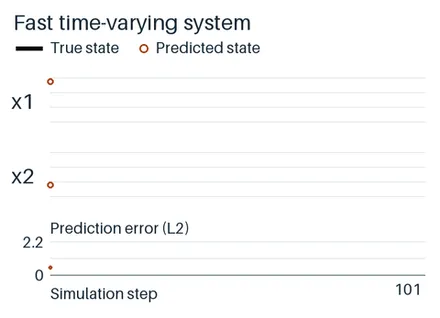 Fast time-varying system
True state Predicted state
x1
x2
Prediction error (L2)
2.2
0
Simulation step 101